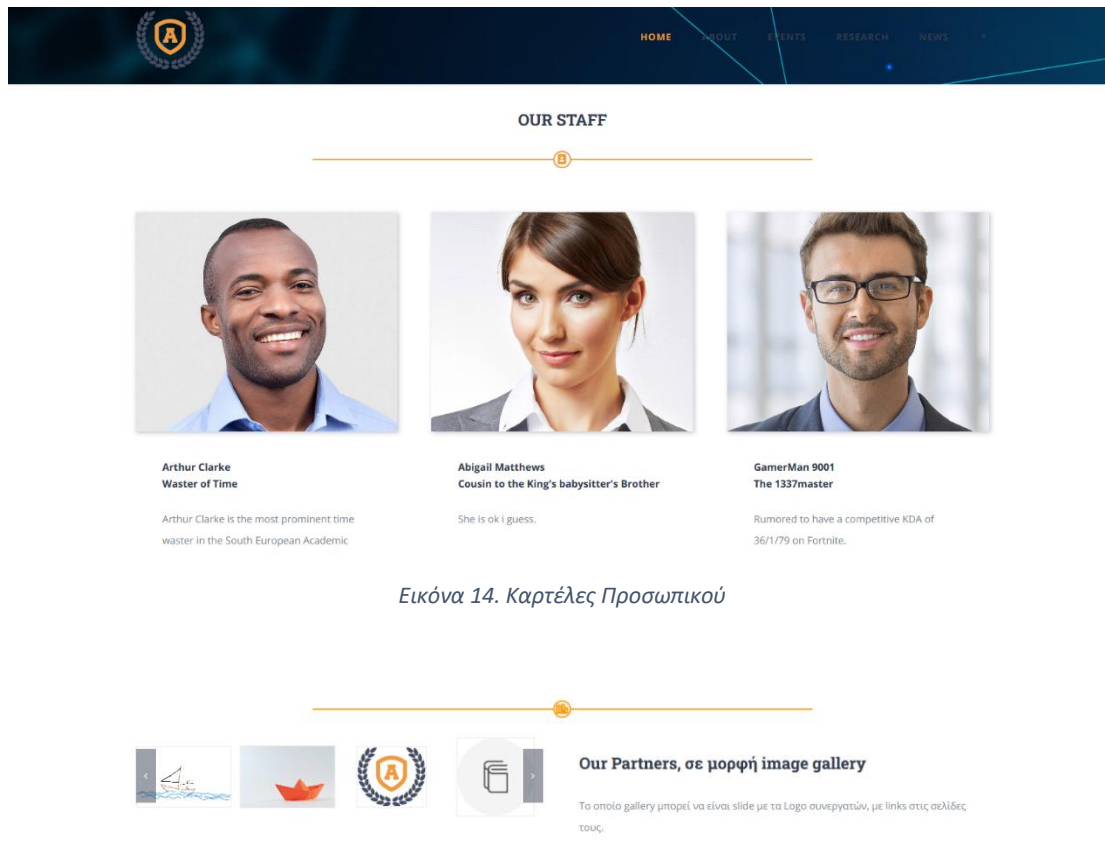 A
HOME ABOUT EVENTS RESEARCH NEWS
OUR STAFF
Arthur Clarke
Waster of Time
Arthur Clarke is the most prominent time
waster in the South European Academic
Abigail Matthews
Cousin to the King's babysitter's Brother
She is ok i guess.
GamerMan 9001
The 1337master
Rumored to have a competitive KDA of
36/1/79 on Fortnite.
Εικόνα 14. Καρτέλες Προσωπικού
A
Our Partners, σε μορφή image gallery
Το οποίο gallery μπορεί να είναι slide με τα Logo συνεργατών, με links στις σελίδες
τους.